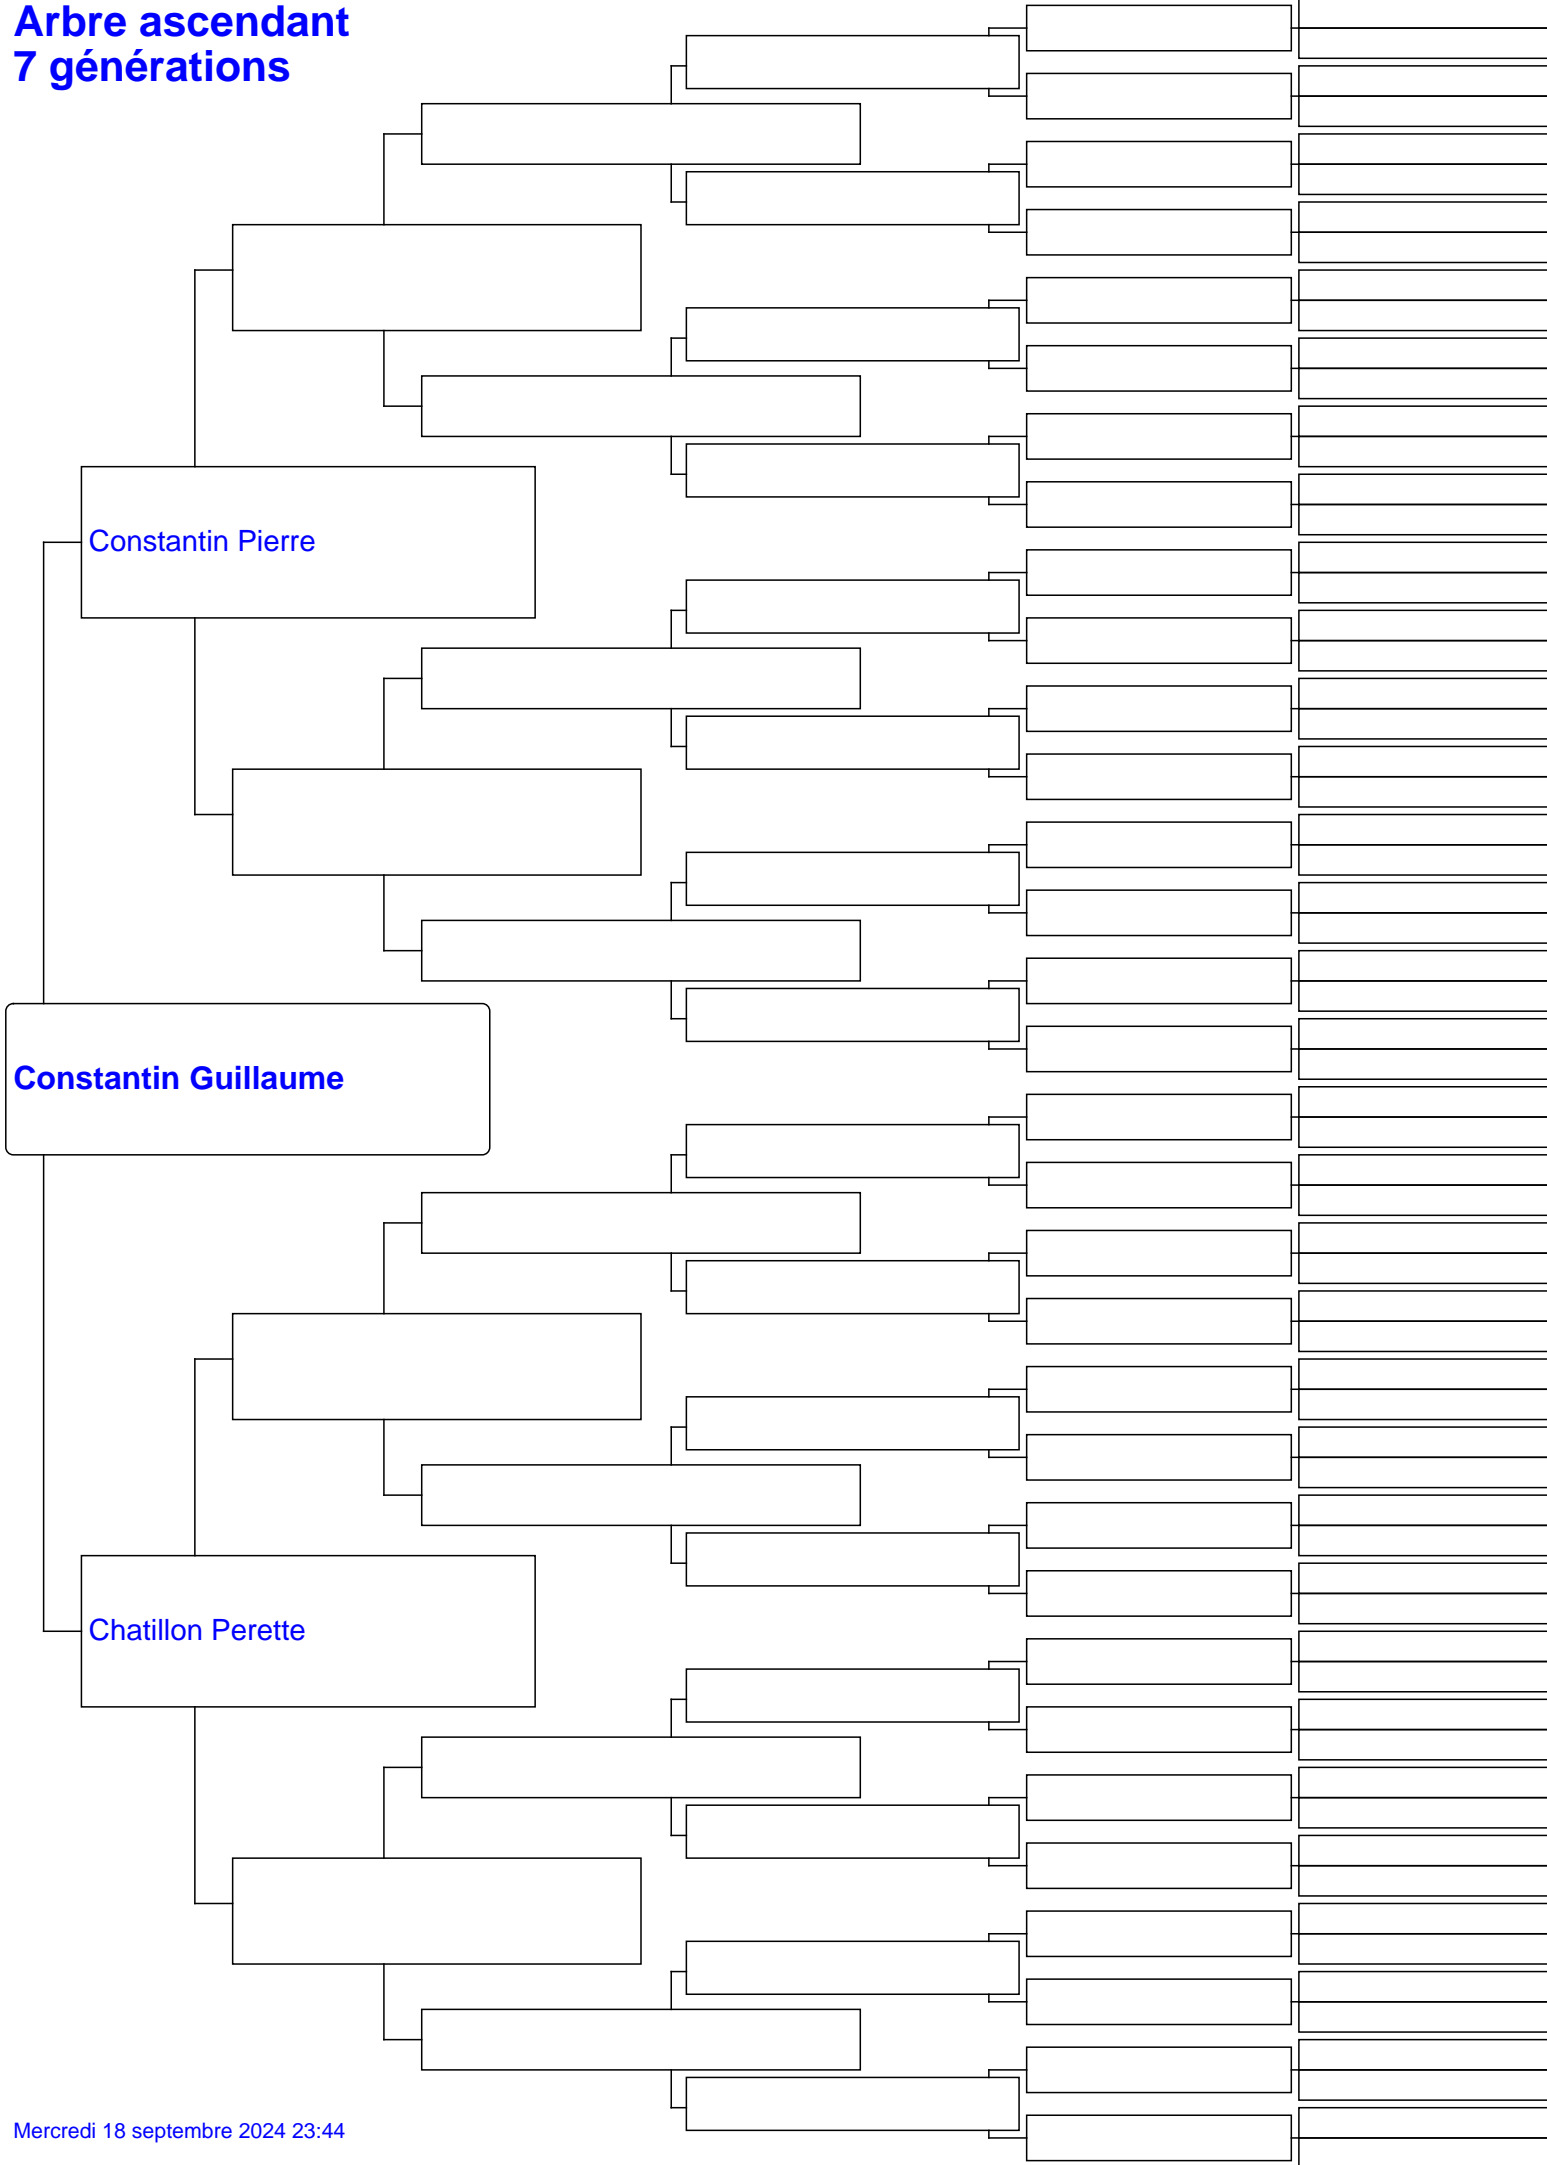 Arbre ascendant
7 générations
Constantin Pierre
Constantin Guillaume
Chatillon Perette
Mercredi 18 septembre 2024 23:44